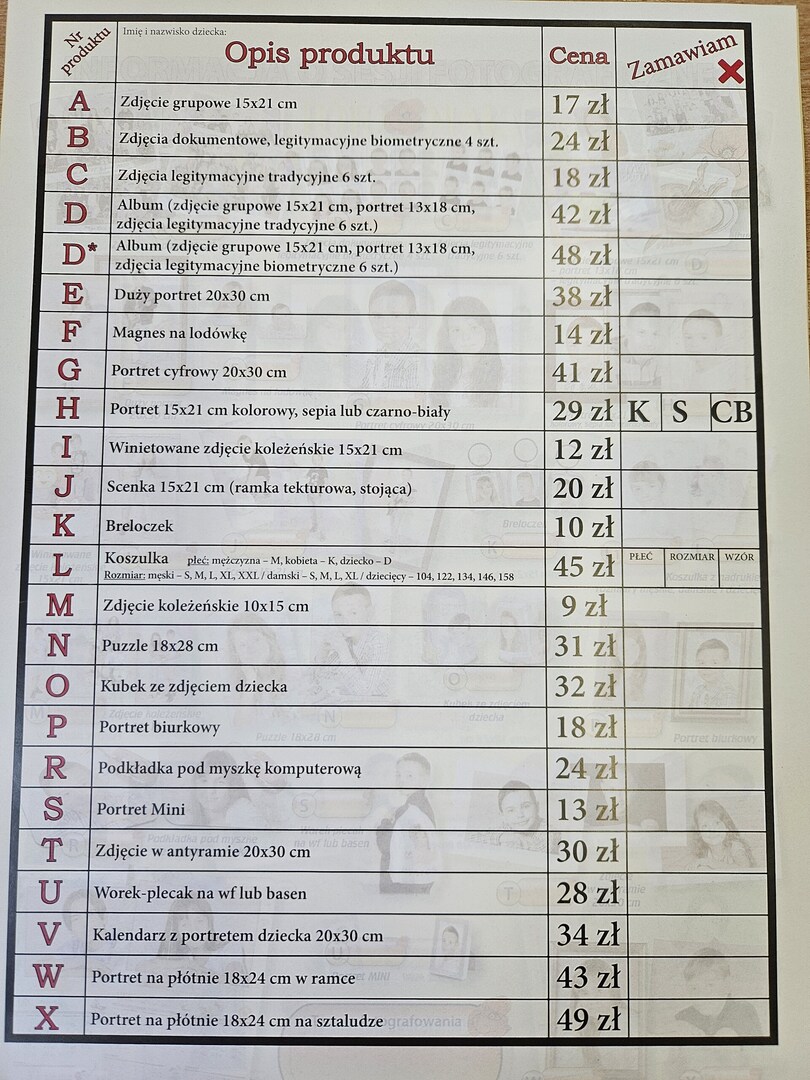 Nr produktu
Imię i nazwisko dziecka:
Opis produktu
Cena
Zamawiam
A Zdjęcie grupowe 15x21 cm 17 zł
B Zdjęcia dokumentowe, legitymacyjne biometryczne 4 szt. 24 zł
C Zdjęcia legitymacyjne tradycyjne 6 szt. 18 zł
D Album (zdjęcie grupowe 15x21 cm, portret 13x18 cm,
zdjęcia legitymacyjne tradycyjne 6 szt.) 42 zł
D* Album (zdjęcie grupowe 15x21 cm, portret 13x18 cm,
zdjęcia legitymacyjne biometryczne 6 szt.) 48 zł
E Duży portret 20x30 cm 38 zł
F Magnes na lodówkę 14 zł
G Portret cyfrowy 20x30 cm 41 zł
H Portret 15x21 cm kolorowy, sepia lub czarno-biały 29 zł K S CB
I Winietowane zdjęcie koleżeńskie 15x21 cm 12 zł
J Scenka 15x21 cm (ramka tekturowa, stojąca) 20 zł
K Breloczek 10 zł
L Koszulka płeć: mężczyzna – M, kobieta – K, dziecko – D 45 zł PŁEĆ ROZMIAR WZÓR
Rozmiar: męski – S, M, L, XL, XXL / damski – S, M, L, XL / dziecięcy – 104, 122, 134, 146, 158
M Zdjęcie koleżeńskie 10x15 cm 9 zł
N Puzzle 18x28 cm 31 zł
O Kubek ze zdjęciem dziecka 32 zł
P Portret biurkowy 18 zł
R Podkładka pod myszkę komputerową 24 zł
S Portret Mini 13 zł
T Zdjęcie w antyramie 20x30 cm 30 zł
U Worek-plecak na wf lub basen 28 zł
V Kalendarz z portretem dziecka 20x30 cm 34 zł
W Portret na płótnie 18x24 cm w ramce 43 zł
X Portret na płótnie 18x24 cm na sztaludze 49 zł